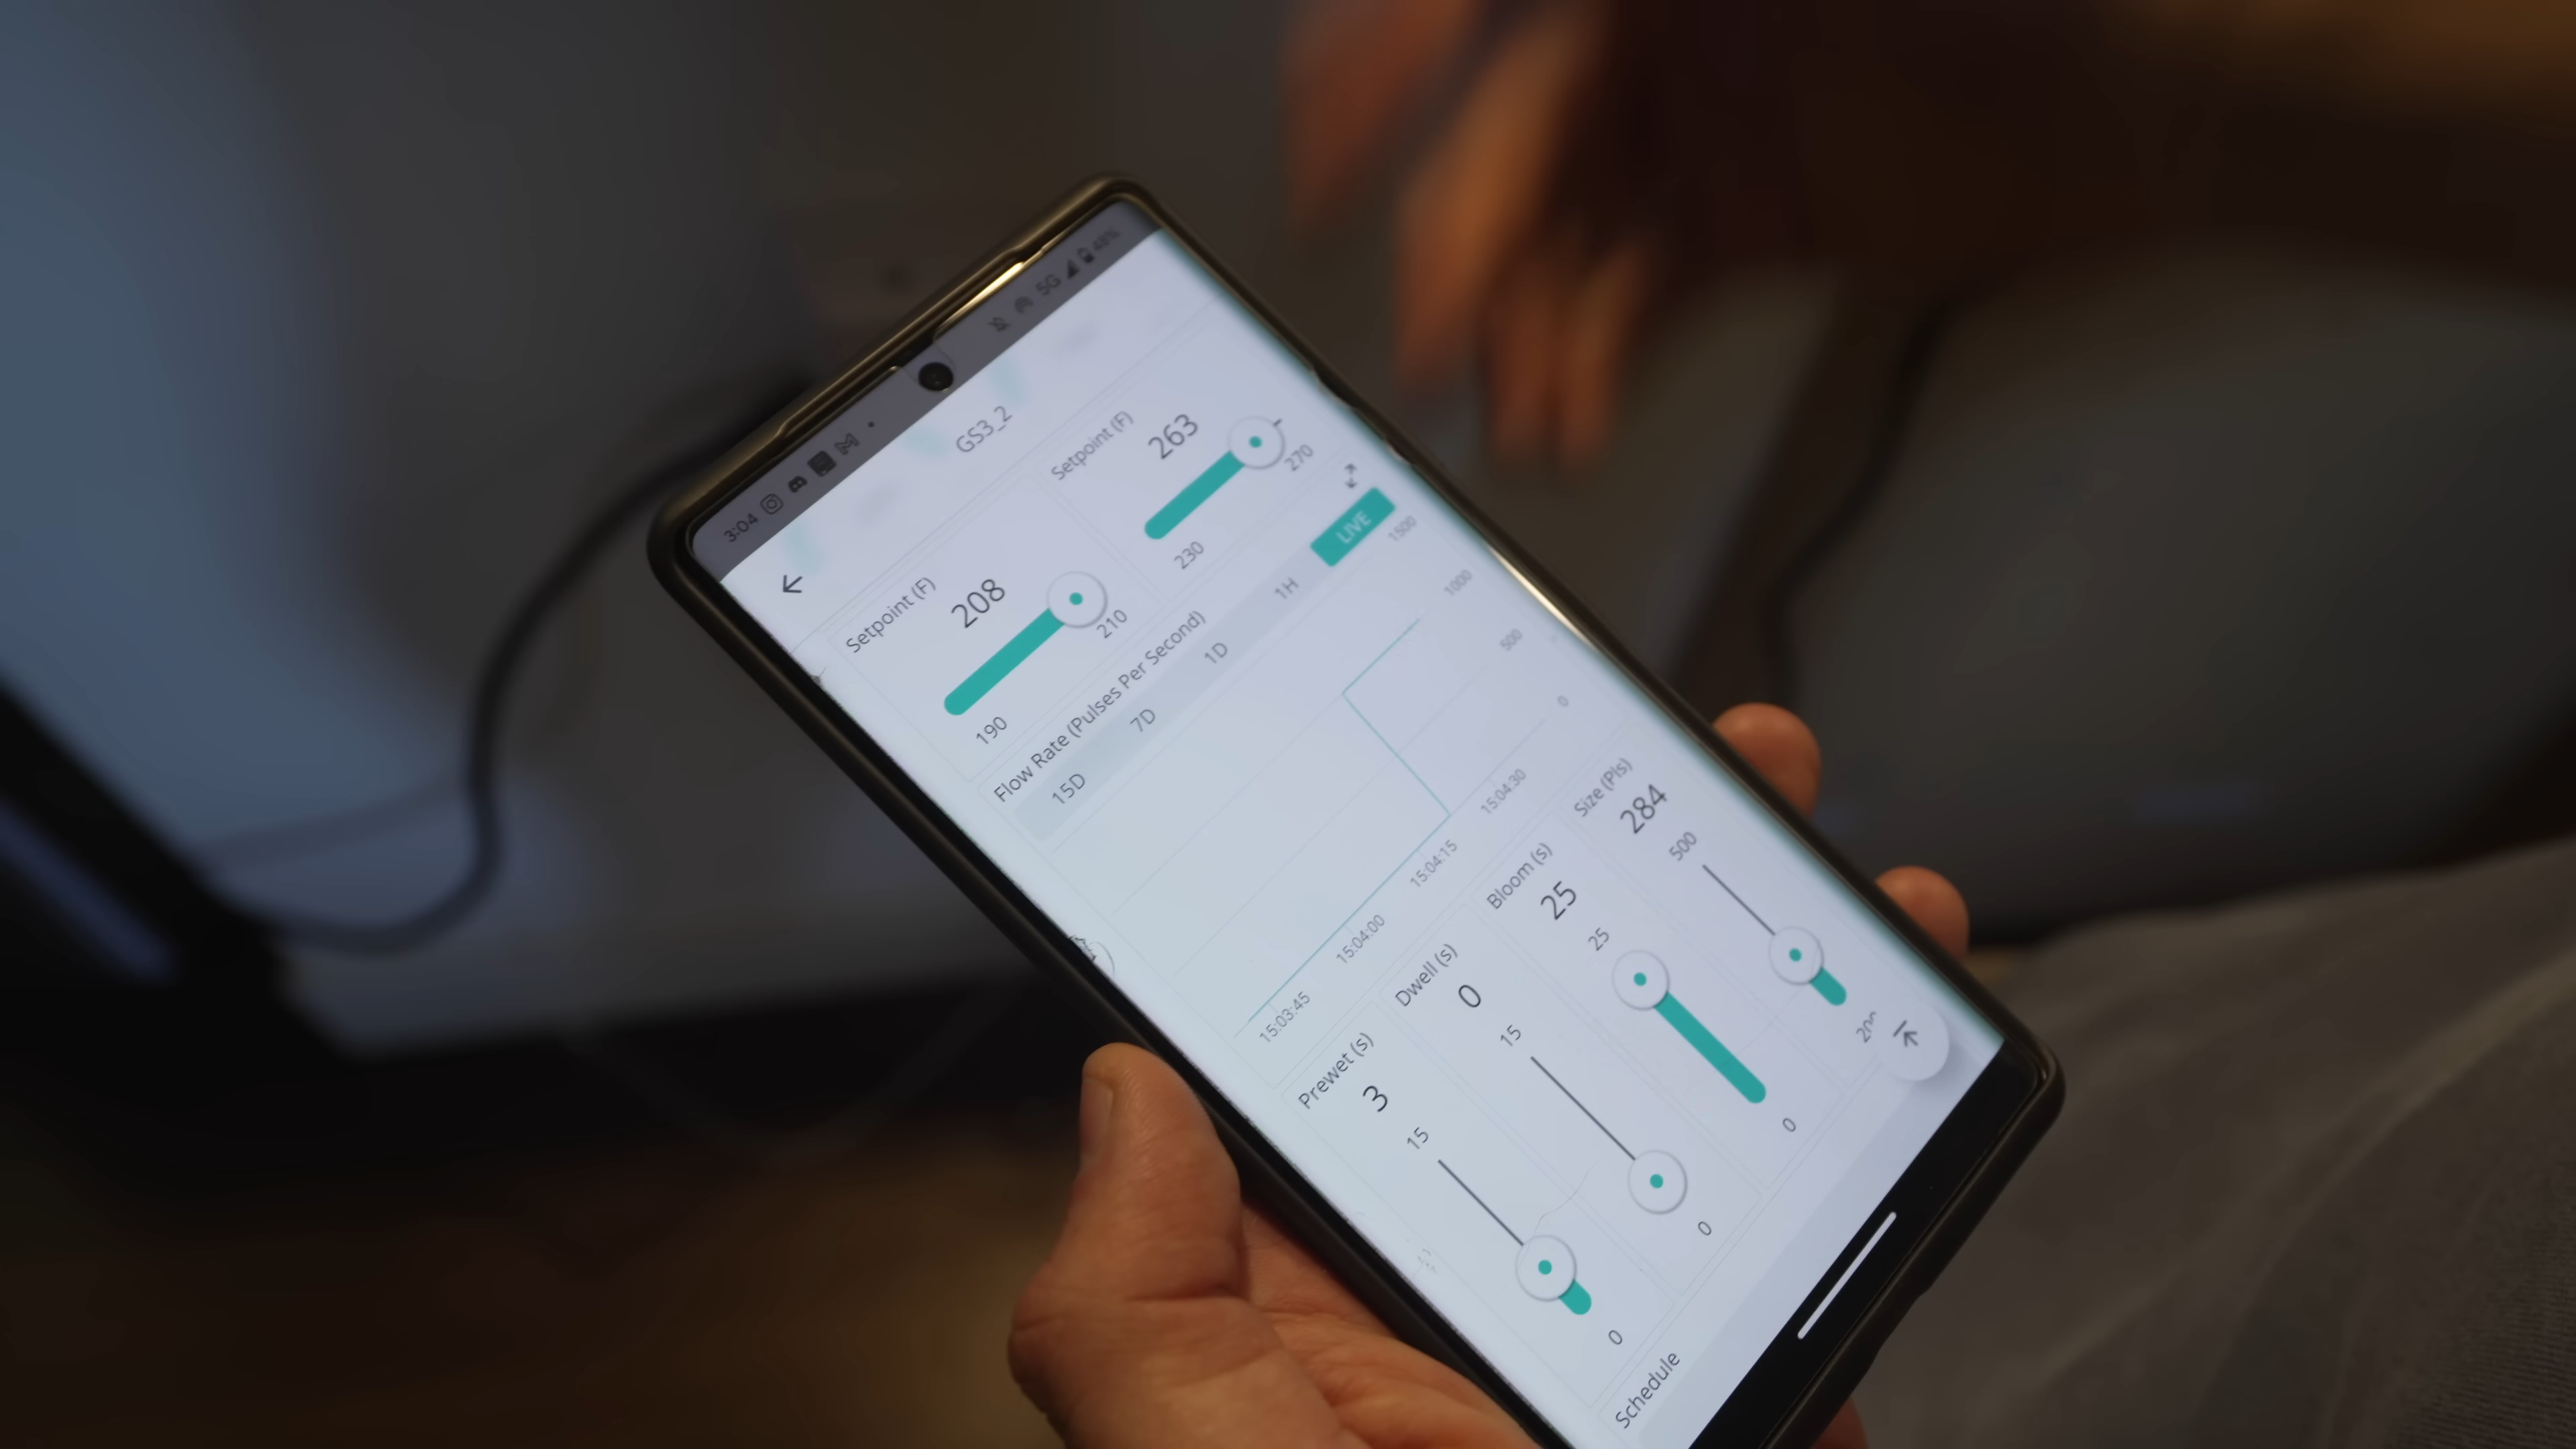 3:04
5G 48%
GS3_2
Setpoint (F)
208
190 210
Setpoint (F)
263
230 270
Flow Rate (Pulses Per Second)
15D 7D 1D 1H LIVE
1500
1000
500
0
15:03:45 15:04:00 15:04:15 15:04:30
Prewet (s)
3
15
0
Dwell (s)
0
15
0
Bloom (s)
25
25
0
Size (Pls)
284
500
Schedule